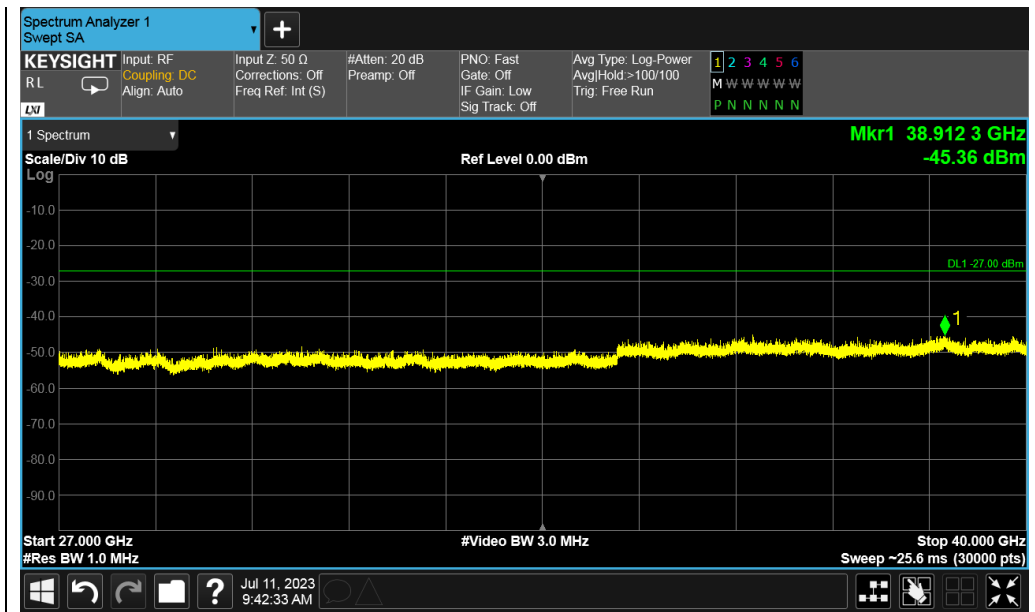 Spectrum Analyzer 1
Swept SA
+
KEYSIGHT
RL
LXI
Input: RF
Coupling: DC
Align: Auto
Input Z: 50 Ω
Corrections: Off
Freq Ref: Int (S)
#Atten: 20 dB
Preamp: Off
PNO: Fast
Gate: Off
IF Gain: Low
Sig Track: Off
Avg Type: Log-Power
Avg|Hold:>100/100
Trig: Free Run
1 2 3 4 5 6
M W W W W W
P N N N N N
1 Spectrum
Mkr1 38.912 3 GHz
-45.36 dBm
Scale/Div 10 dB
Ref Level 0.00 dBm
Log
-10.0
-20.0
DL1 -27.00 dBm
-30.0
-40.0
1
-50.0
-60.0
-70.0
-80.0
-90.0
Start 27.000 GHz
#Video BW 3.0 MHz
Stop 40.000 GHz
#Res BW 1.0 MHz
Sweep ~25.6 ms (30000 pts)
?
Jul 11, 2023
9:42:33 AM